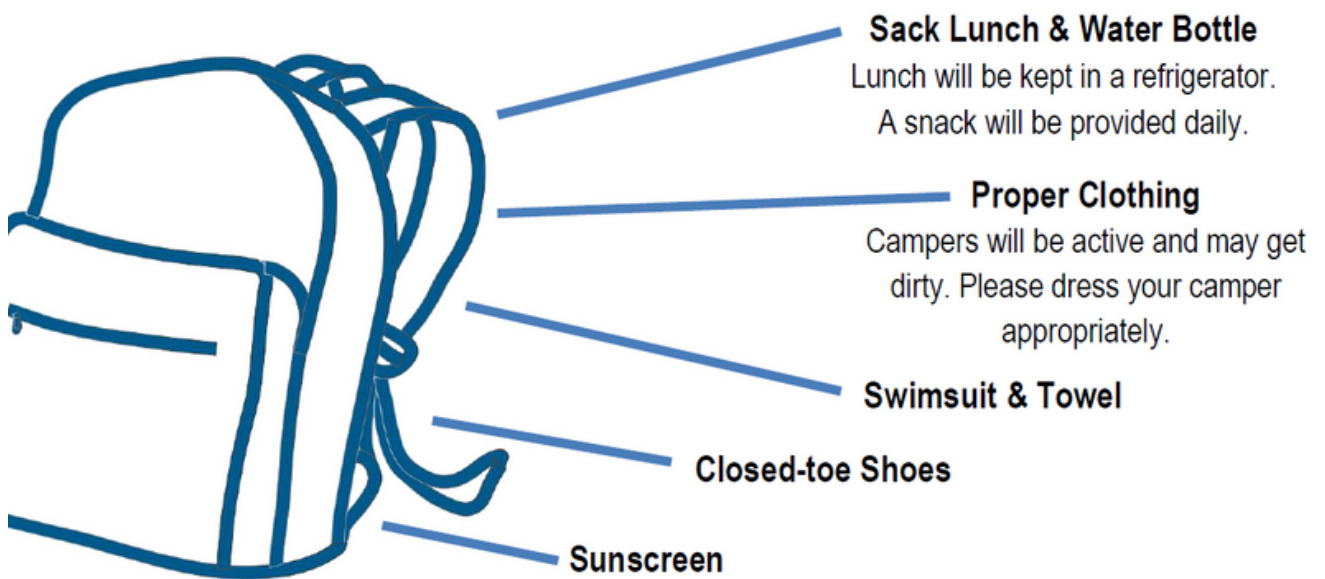 Sack Lunch & Water Bottle
Lunch will be kept in a refrigerator.
A snack will be provided daily.
Proper Clothing
Campers will be active and may get
dirty. Please dress your camper
appropriately.
Swimsuit & Towel
Closed-toe Shoes
Sunscreen